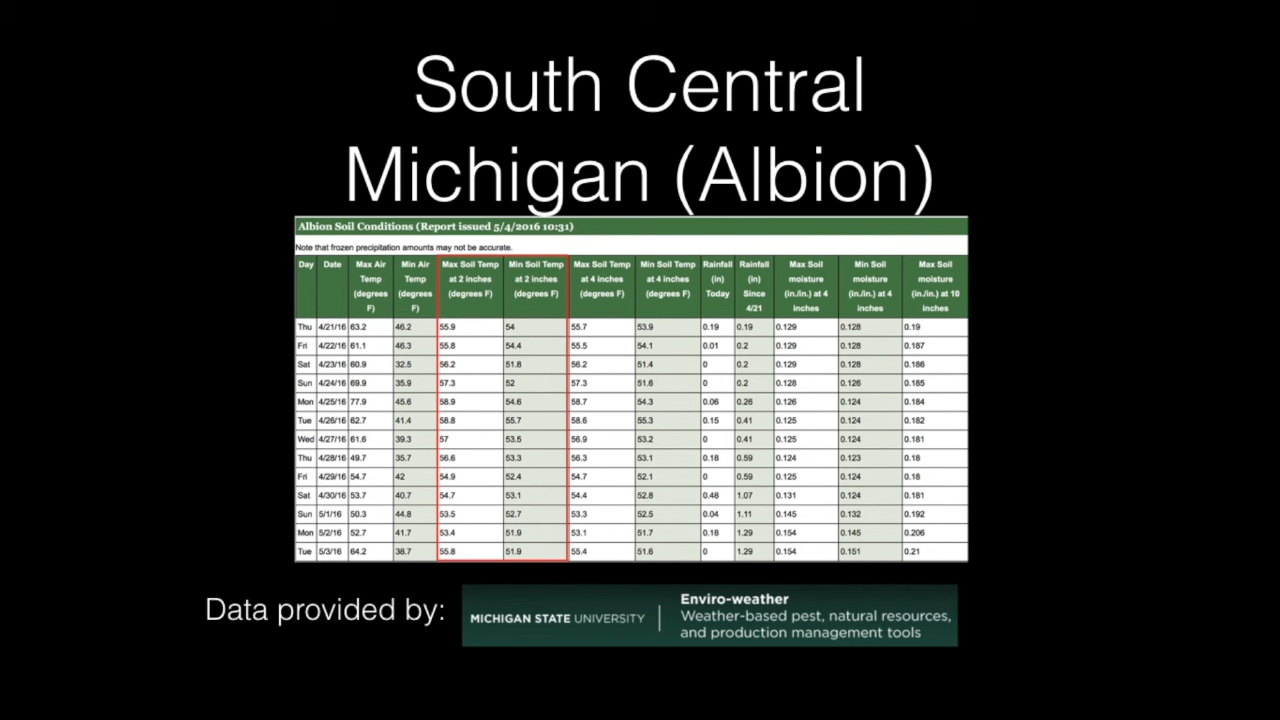 South Central
Michigan (Albion)
Albion Soil Conditions (Report issued 5/4/2016 10:31)
Note that frozen precipitation amounts may not be accurate.
Day Date Max Air Temp (degrees F) Min Air Temp (degrees F) Max Soil Temp at 2 inches (degrees F) Min Soil Temp at 2 inches (degrees F) Max Soil Temp at 4 inches (degrees F) Min Soil Temp at 4 inches (degrees F) Rainfall (in) Today Rainfall (in) Since 4/21 Max Soil moisture (in./in.) at 4 inches Min Soil moisture (in./in.) at 4 inches Max Soil moisture (in./in.) at 10 inches
Thu 4/21/16 63.2 46.2 55.9 54 55.7 53.9 0.19 0.19 0.129 0.128 0.19
Fri 4/22/16 61.1 46.3 55.8 54.4 55.5 54.1 0.01 0.2 0.129 0.128 0.187
Sat 4/23/16 60.9 32.5 56.2 51.8 56.2 51.4 0 0.2 0.129 0.128 0.186
Sun 4/24/16 69.9 35.9 57.3 52 57.3 51.6 0 0.2 0.128 0.126 0.185
Mon 4/25/16 77.9 45.6 58.9 54.6 58.7 54.3 0.06 0.26 0.126 0.124 0.184
Tue 4/26/16 62.7 41.4 58.8 55.7 58.6 55.3 0.15 0.41 0.125 0.124 0.182
Wed 4/27/16 61.6 39.3 57 53.5 56.9 53.2 0 0.41 0.125 0.124 0.181
Thu 4/28/16 49.7 35.7 56.6 53.3 56.3 53.1 0.18 0.59 0.124 0.123 0.18
Fri 4/29/16 54.7 42 54.9 52.4 54.7 52.1 0 0.59 0.125 0.124 0.18
Sat 4/30/16 53.7 40.7 54.7 53.1 54.4 52.8 0.48 1.07 0.131 0.124 0.181
Sun 5/1/16 50.3 44.8 53.5 52.7 53.3 52.5 0.04 1.11 0.145 0.132 0.192
Mon 5/2/16 52.7 41.7 53.4 51.9 53.1 51.7 0.18 1.29 0.154 0.145 0.206
Tue 5/3/16 64.2 38.7 55.8 51.9 55.4 51.6 0 1.29 0.154 0.151 0.21
Data provided by:
MICHIGAN STATE UNIVERSITY
Enviro-weather
Weather-based pest, natural resources,
and production management tools